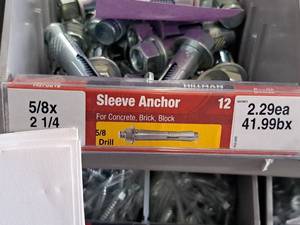 HILLMAN
5/8x
2 1/4
Sleeve Anchor
12
For Concrete, Brick, Block
5/8
Drill
2.29ea
41.99bx